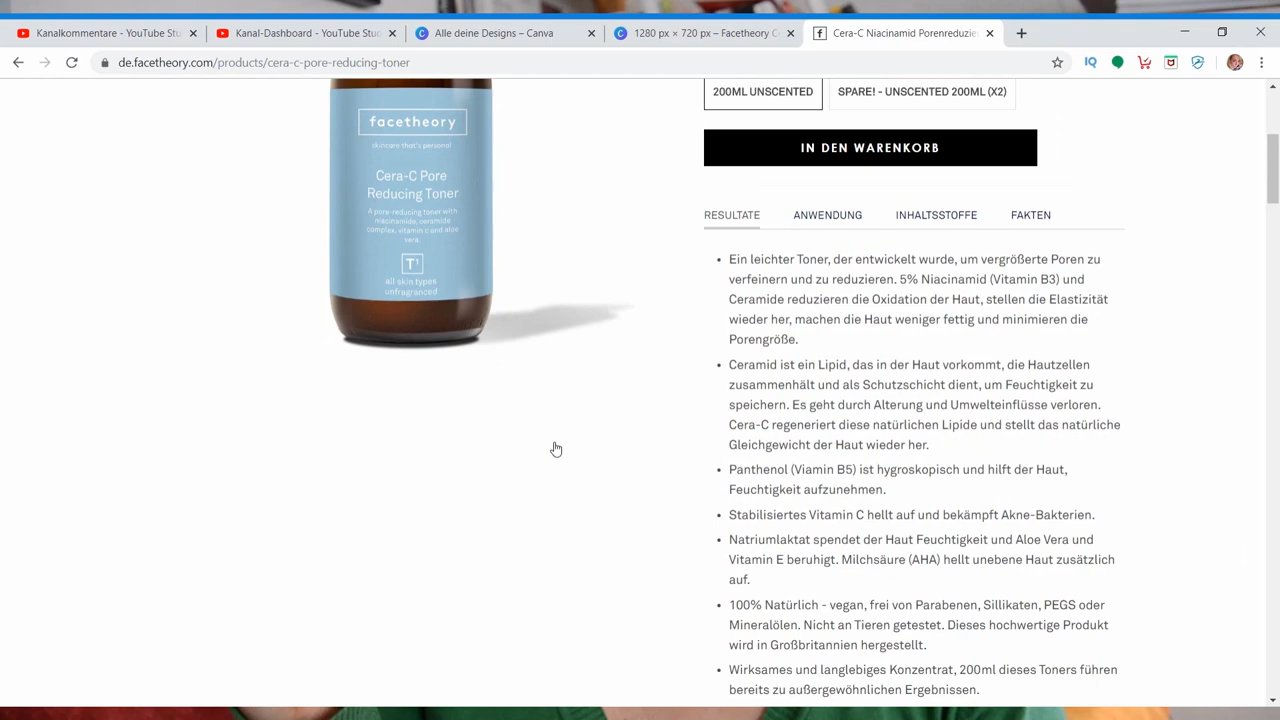 Kanalkommentare - YouTube Stu
Kanal-Dashboard - YouTube Stud
Alle deine Designs – Canva
1280 px × 720 px – Facetheory C
Cera-C Niacinamid Porenreduzie
de.facetheory.com/products/cera-c-pore-reducing-toner
IQ
200ML UNSCENTED
SPARE! - UNSCENTED 200ML (X2)
IN DEN WARENKORB
facetheory
skincare that's personal
Cera-C Pore
Reducing Toner
A pore-reducing toner with
niacinamide, ceramide
complex, vitamin c and aloe
vera.
T¹
all skin types
unfragranced
RESULTATE
ANWENDUNG
INHALTSSTOFFE
FAKTEN
• Ein leichter Toner, der entwickelt wurde, um vergrößerte Poren zu
verfeinern und zu reduzieren. 5% Niacinamid (Vitamin B3) und
Ceramide reduzieren die Oxidation der Haut, stellen die Elastizität
wieder her, machen die Haut weniger fettig und minimieren die
Porengröße.
• Ceramid ist ein Lipid, das in der Haut vorkommt, die Hautzellen
zusammenhält und als Schutzschicht dient, um Feuchtigkeit zu
speichern. Es geht durch Alterung und Umwelteinflüsse verloren.
Cera-C regeneriert diese natürlichen Lipide und stellt das natürliche
Gleichgewicht der Haut wieder her.
• Panthenol (Viamin B5) ist hygroskopisch und hilft der Haut,
Feuchtigkeit aufzunehmen.
• Stabilisiertes Vitamin C hellt auf und bekämpft Akne-Bakterien.
• Natriumlaktat spendet der Haut Feuchtigkeit und Aloe Vera und
Vitamin E beruhigt. Milchsäure (AHA) hellt unebene Haut zusätzlich
auf.
• 100% Natürlich - vegan, frei von Parabenen, Sillikaten, PEGS oder
Mineralölen. Nicht an Tieren getestet. Dieses hochwertige Produkt
wird in Großbritannien hergestellt.
• Wirksames und langlebiges Konzentrat, 200ml dieses Toners führen
bereits zu außergewöhnlichen Ergebnissen.